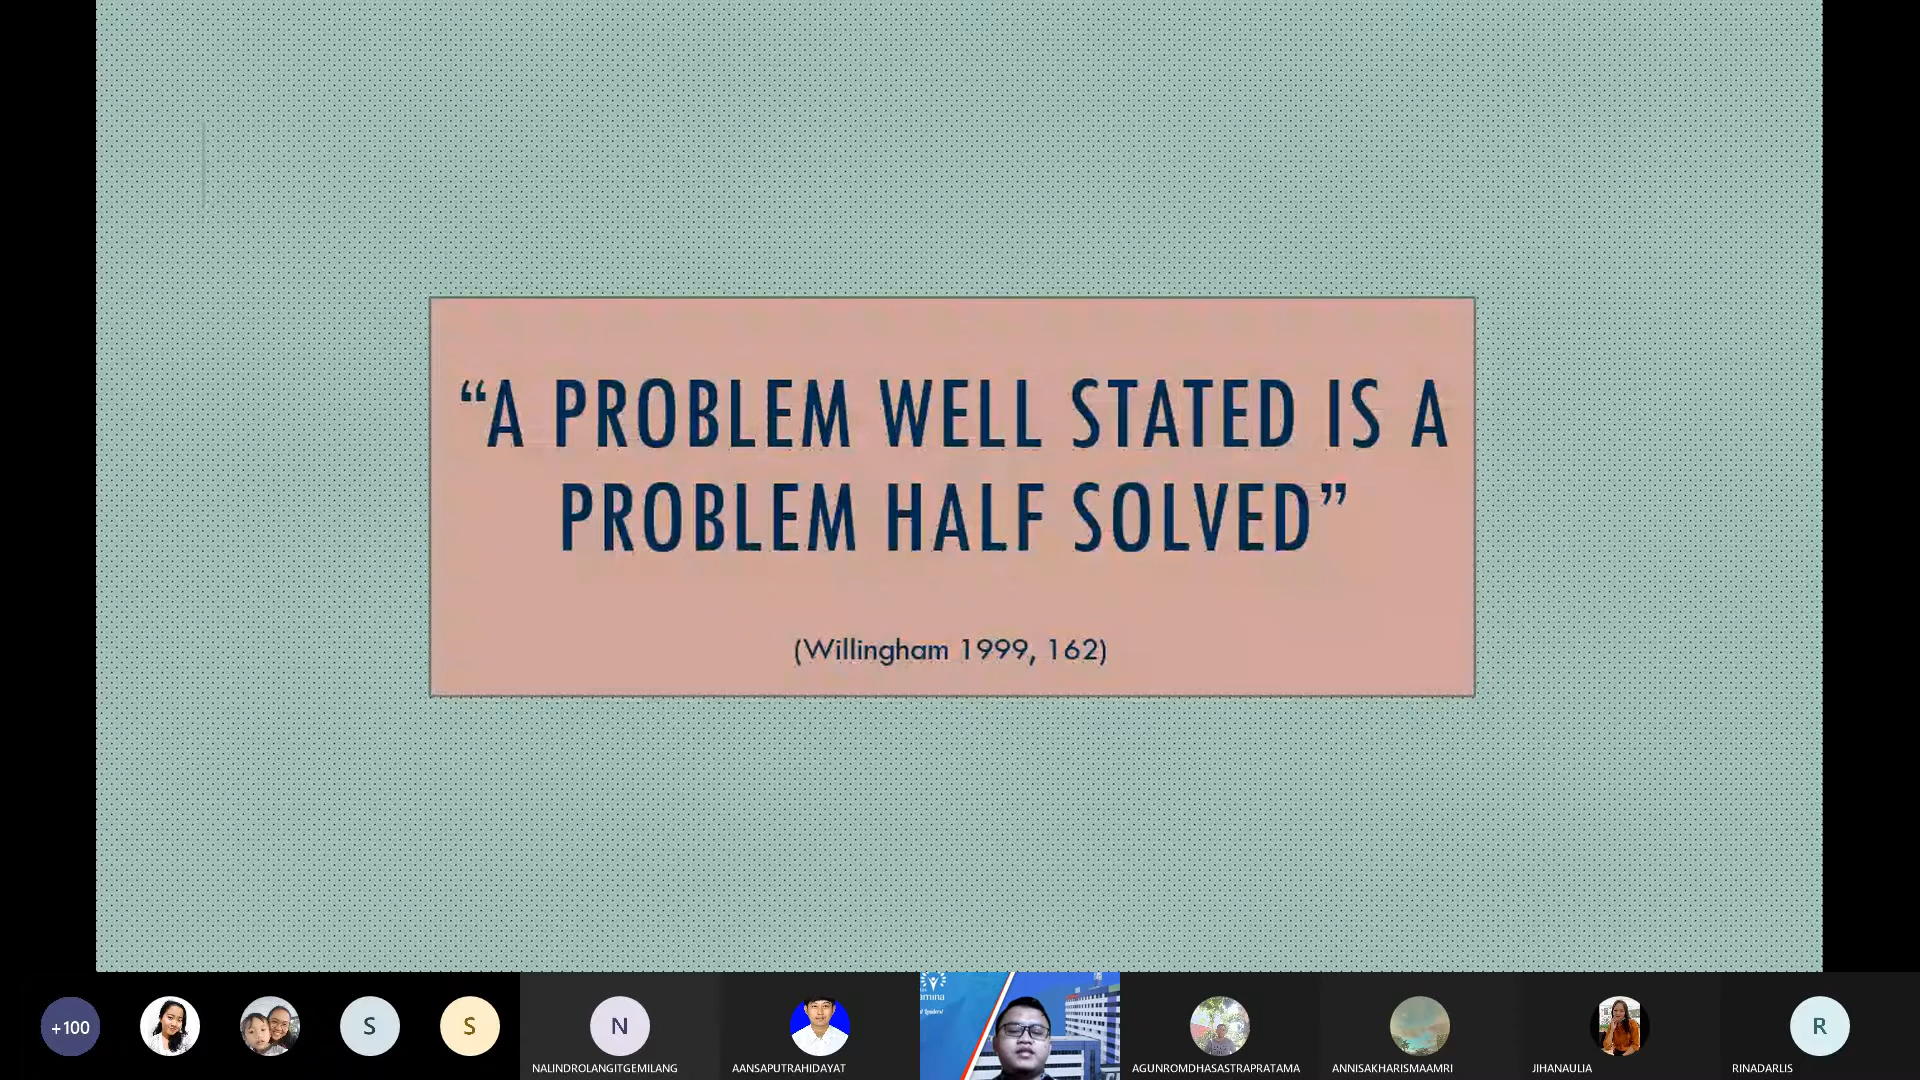 “A PROBLEM WELL STATED IS A
PROBLEM HALF SOLVED”
(Willingham 1999, 162)
+100
S
S
N
R
NALINDROLANGITGEMILANG
AANSAPUTRAHIDAYAT
AGUNROMDHASASTRAPRATAMA
ANNISAKHARISMAAMRI
JIHANAULIA
RINADARLIS